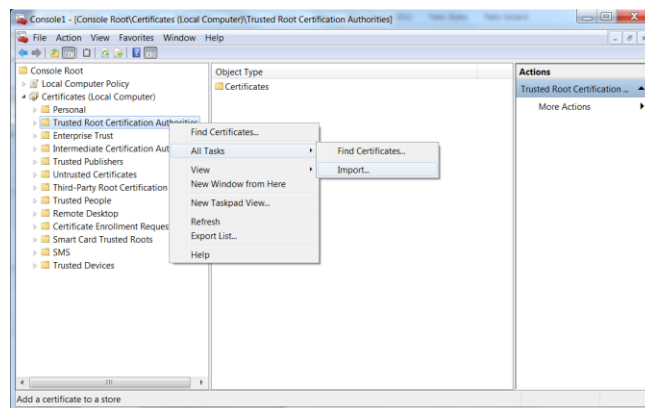 Console1 - [Console Root\Certificates (Local Computer)\Trusted Root Certification Authorities]
File Action View Favorites Window Help
Console Root
Local Computer Policy
Certificates (Local Computer)
Personal
Trusted Root Certification Authorities
Enterprise Trust
Intermediate Certification Aut
Trusted Publishers
Untrusted Certificates
Third-Party Root Certification
Trusted People
Remote Desktop
Certificate Enrollment Reques
Smart Card Trusted Roots
SMS
Trusted Devices
Object Type
Certificates
Find Certificates...
All Tasks
View
New Window from Here
New Taskpad View...
Refresh
Export List...
Help
Find Certificates...
Import...
Actions
Trusted Root Certification ...
More Actions
Add a certificate to a store